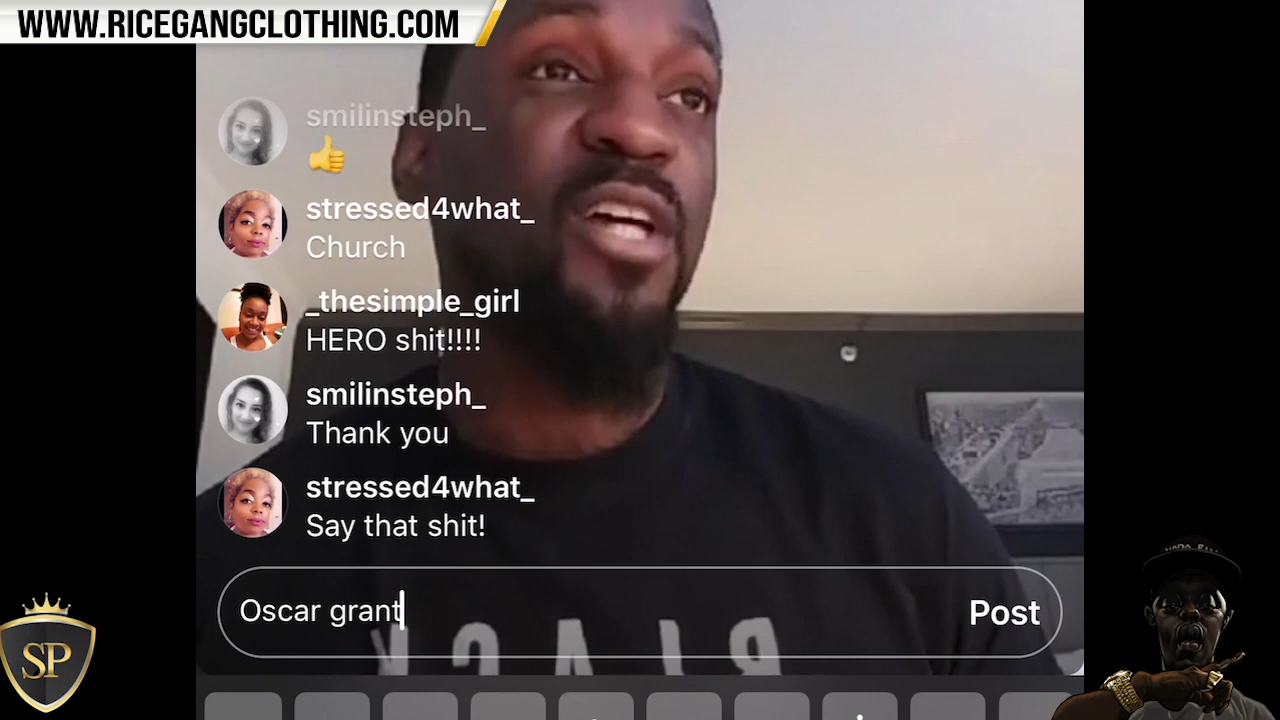 WWW.RICEGANGCLOTHING.COM
smilinsteph_
👍
stressed4what_
Church
_thesimple_girl
HERO shit!!!!
smilinsteph_
Thank you
stressed4what_
Say that shit!
Oscar grant
Post
BLACK
SP